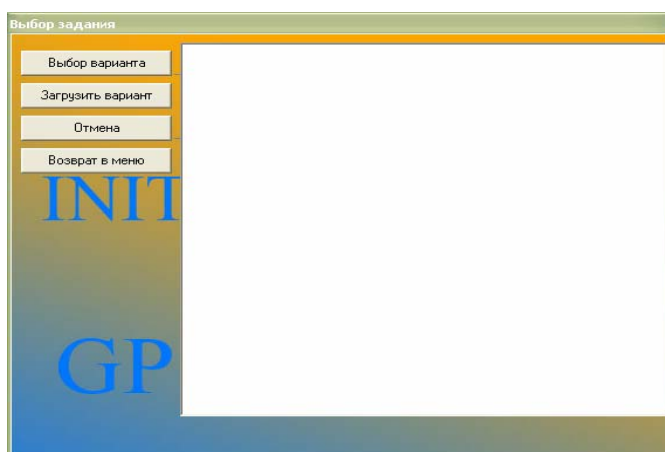 Выбор задания
Выбор варианта
Загрузить вариант
Отмена
Возврат в меню
INIT
GP